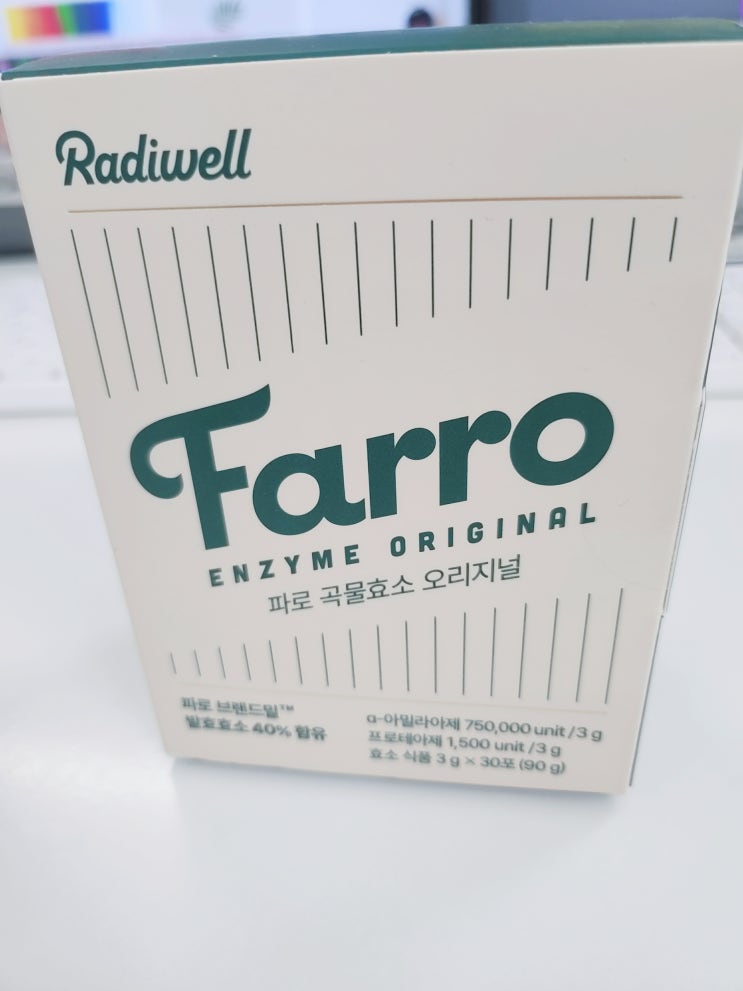 Radiwell
Farro
ENZYME ORIGINAL
파로 곡물효소 오리지널
파로 브랜드밀™
발효효소 40% 함유
α-아밀라아제 750,000 unit / 3 g
프로테아제 1,500 unit / 3 g
효소 식품 3 g × 30포 (90 g)